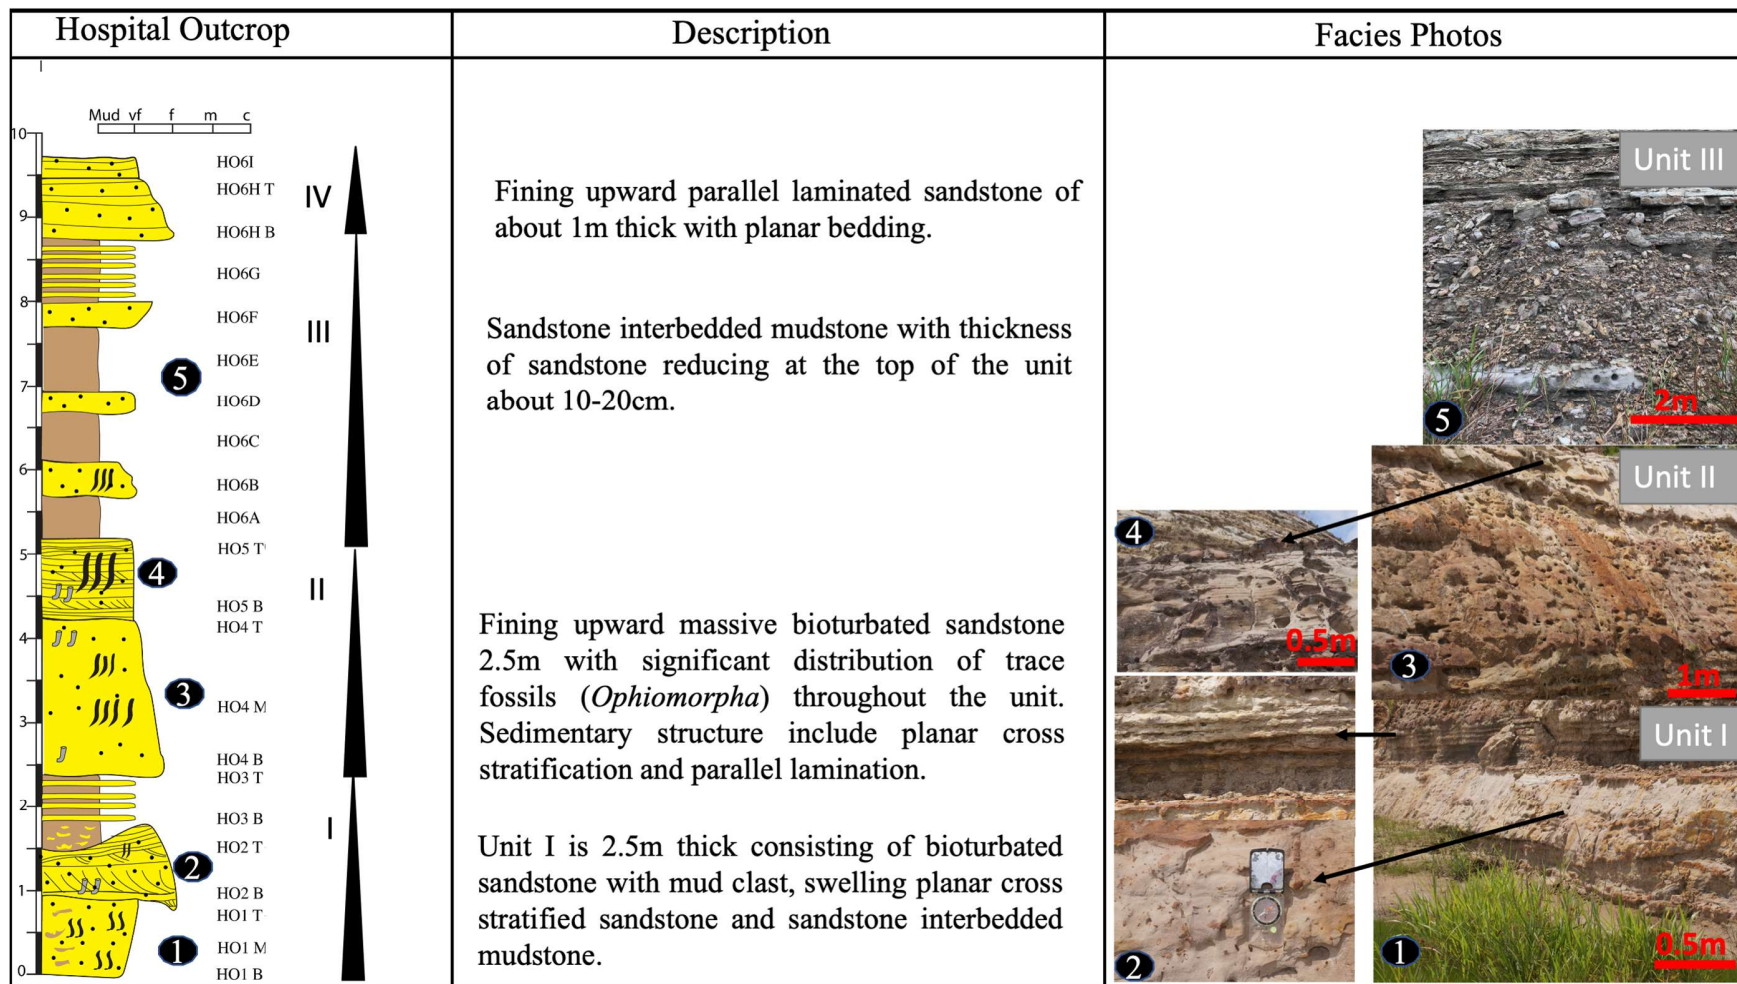 Hospital Outcrop
Description
Facies Photos
Mud vf f m c
10
9
8
7
6
5
4
3
2
1
0
HO6I
HO6H T
HO6H B
HO6G
HO6F
HO6E
HO6D
HO6C
HO6B
HO6A
HO5 T
HO5 B
HO4 T
HO4 M
HO4 B
HO3 T
HO3 B
HO2 T
HO2 B
HO1 T
HO1 M
HO1 B
5
4
3
2
1
IV
III
II
I
Fining upward parallel laminated sandstone of
about 1m thick with planar bedding.
Sandstone interbedded mudstone with thickness
of sandstone reducing at the top of the unit
about 10-20cm.
Fining upward massive bioturbated sandstone
2.5m with significant distribution of trace
fossils (Ophiomorpha) throughout the unit.
Sedimentary structure include planar cross
stratification and parallel lamination.
Unit I is 2.5m thick consisting of bioturbated
sandstone with mud clast, swelling planar cross
stratified sandstone and sandstone interbedded
mudstone.
Unit III
2m
5
Unit II
4
0.5m
3
1m
Unit I
2
1
0.5m